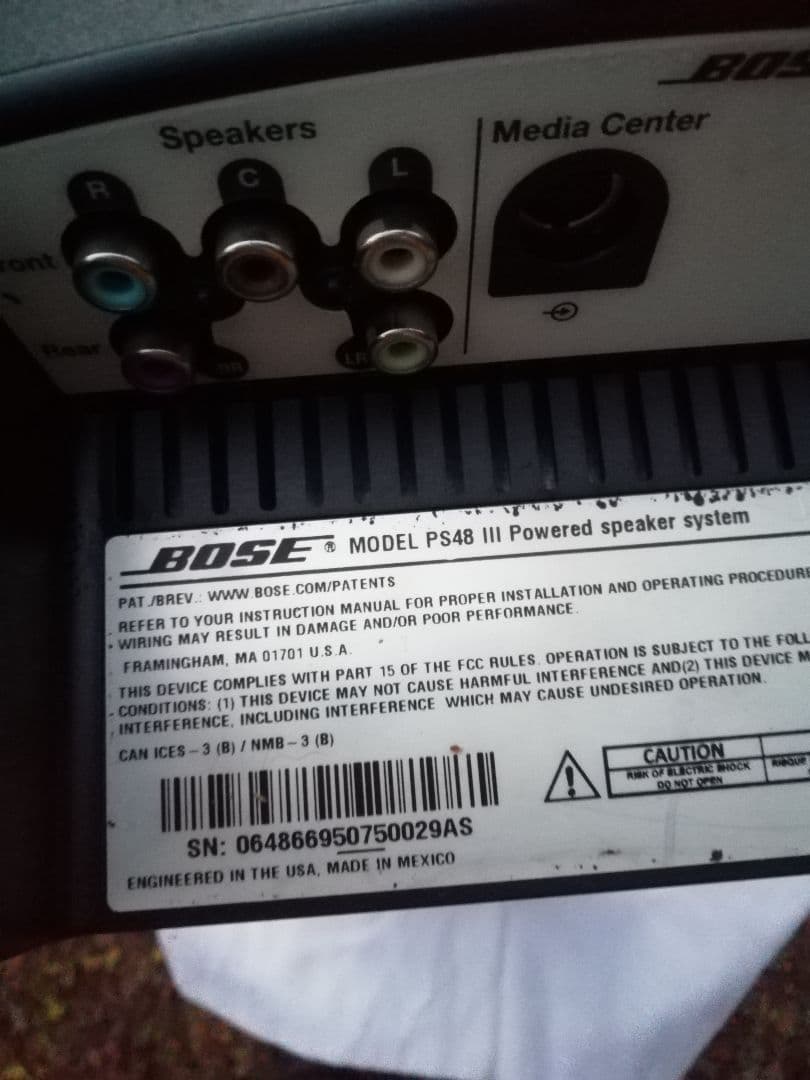 BOSE
Speakers
Media Center
R C L
ront
Rear
RR LR
BOSE® MODEL PS48 III Powered speaker system
PAT./BREV.: WWW.BOSE.COM/PATENTS
REFER TO YOUR INSTRUCTION MANUAL FOR PROPER INSTALLATION AND OPERATING PROCEDURE
WIRING MAY RESULT IN DAMAGE AND/OR POOR PERFORMANCE.
FRAMINGHAM, MA 01701 U.S.A.
THIS DEVICE COMPLIES WITH PART 15 OF THE FCC RULES. OPERATION IS SUBJECT TO THE FOLL
CONDITIONS: (1) THIS DEVICE MAY NOT CAUSE HARMFUL INTERFERENCE AND(2) THIS DEVICE M
INTERFERENCE, INCLUDING INTERFERENCE WHICH MAY CAUSE UNDESIRED OPERATION.
CAN ICES-3 (B) / NMB-3 (B)
CAUTION
RISK OF ELECTRIC SHOCK
DO NOT OPEN
RISQUE
SN: 064866950750029AS
ENGINEERED IN THE USA, MADE IN MEXICO